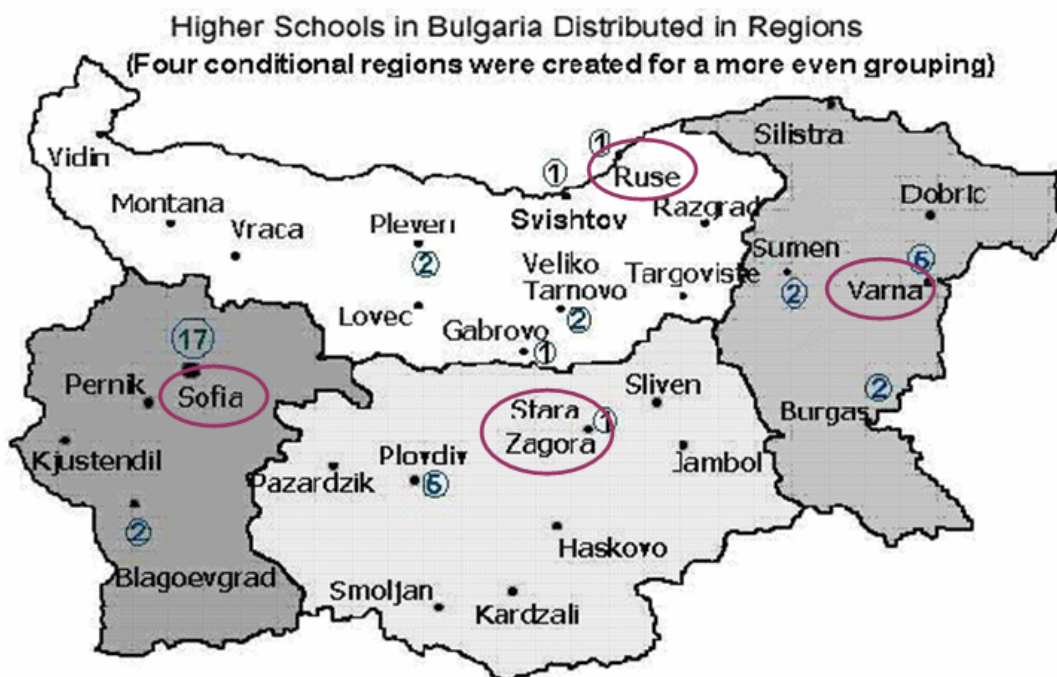 Higher Schools in Bulgaria Distributed in Regions
(Four conditional regions were created for a more even grouping)
Silistra
Vidin
1
1
Ruse
Montana
Dobric
Svishtov
Razgrad
Vraca
Pleven
Sumen
2
Veliko
Tarnovo
Targoviste
5
Varna
2
Lovec
2
17
Gabrovo
1
Pernik
Sofia
Sliven
2
Stara
Zagora
1
Burgas
Kjustendil
Plovdiv
Jambol
Pazardzik
5
2
Haskovo
Blagoevgrad
Smoljan
Kardzali